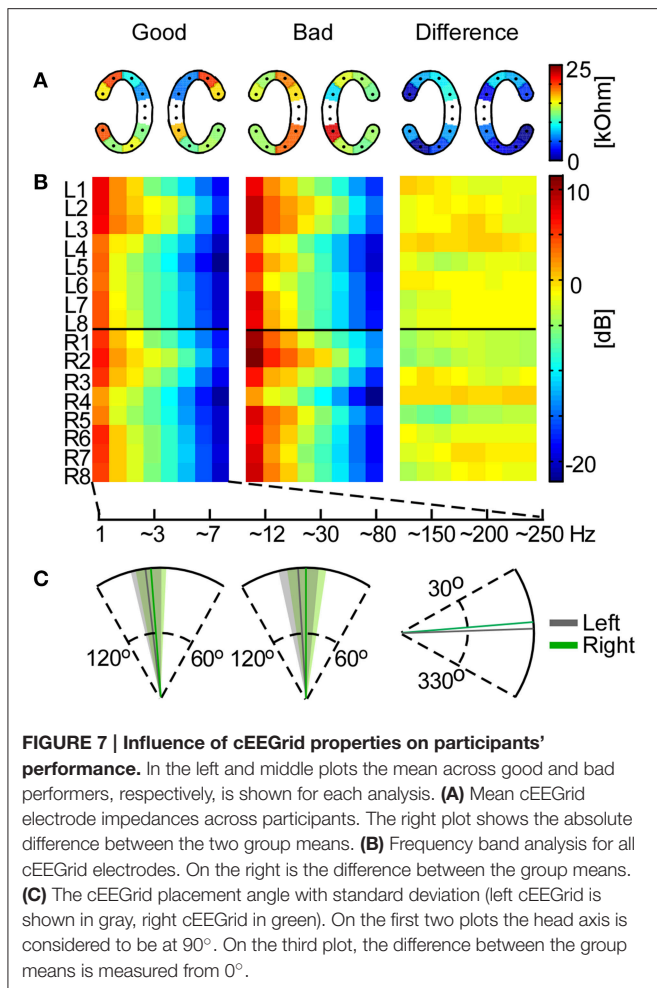 Good Bad Difference
A
25
[kOhm]
0
B
L1
L2
L3
L4
L5
L6
L7
L8
R1
R2
R3
R4
R5
R6
R7
R8
10
0
[dB]
-20
1 ~3 ~7 ~12 ~30 ~80 ~150 ~200 ~250 Hz
C
120° 60°
120° 60°
30°
330°
Left
Right
FIGURE 7 | Influence of cEEGrid properties on participants'
performance. In the left and middle plots the mean across good and bad
performers, respectively, is shown for each analysis. (A) Mean cEEGrid
electrode impedances across participants. The right plot shows the absolute
difference between the two group means. (B) Frequency band analysis for all
cEEGrid electrodes. On the right is the difference between the group means.
(C) The cEEGrid placement angle with standard deviation (left cEEGrid is
shown in gray, right cEEGrid in green). On the first two plots the head axis is
considered to be at 90°. On the third plot, the difference between the group
means is measured from 0°.